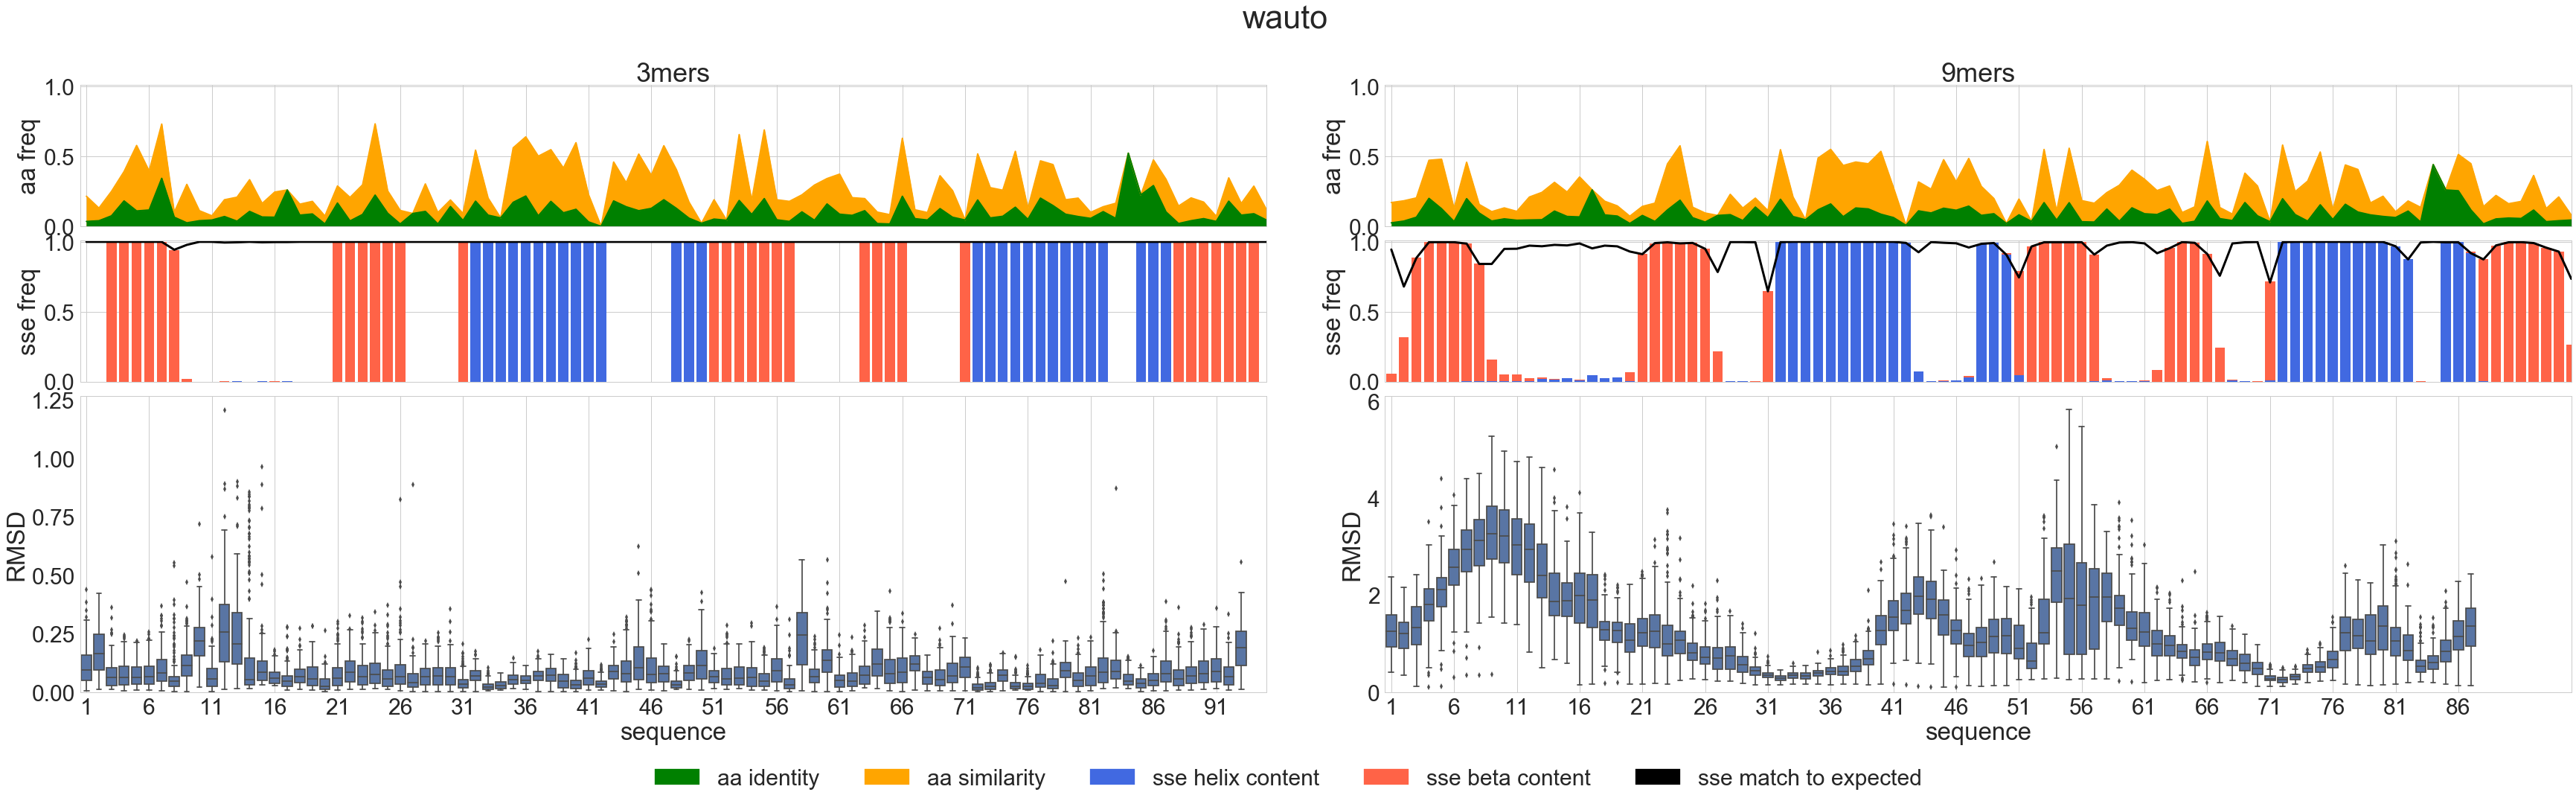 wauto
3mers
9mers
1.0
0.5
0.0
aa freq
1.0
0.5
0.0
aa freq
1.0
0.5
0.0
sse freq
1.0
0.5
0.0
sse freq
1.25
1.00
0.75
0.50
0.25
0.00
RMSD
6
4
2
0
RMSD
1 6 11 16 21 26 31 36 41 46 51 56 61 66 71 76 81 86 91
1 6 11 16 21 26 31 36 41 46 51 56 61 66 71 76 81 86
sequence
sequence
aa identity aa similarity sse helix content sse beta content sse match to expected